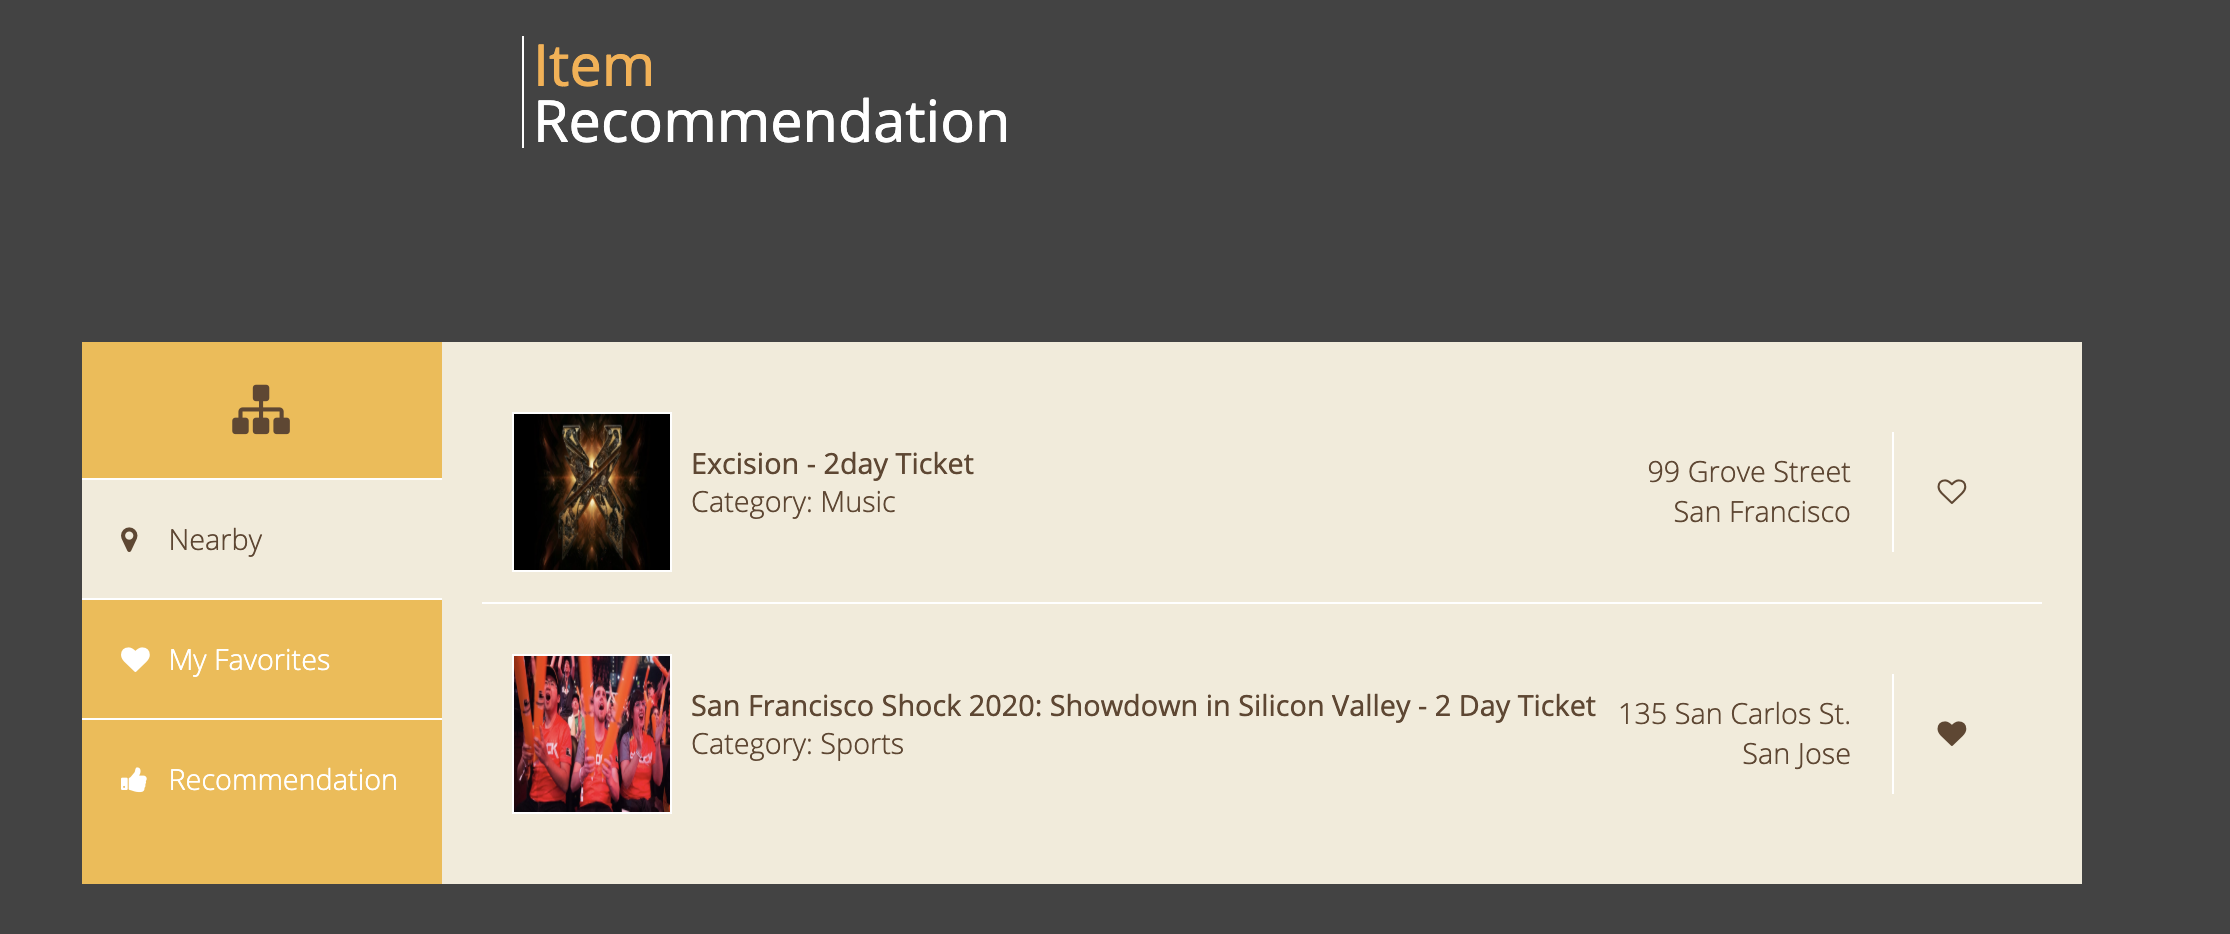 Item
Recommendation
Nearby
My Favorites
Recommendation
Excision - 2day Ticket
Category: Music
99 Grove Street
San Francisco
San Francisco Shock 2020: Showdown in Silicon Valley - 2 Day Ticket
Category: Sports
135 San Carlos St.
San Jose